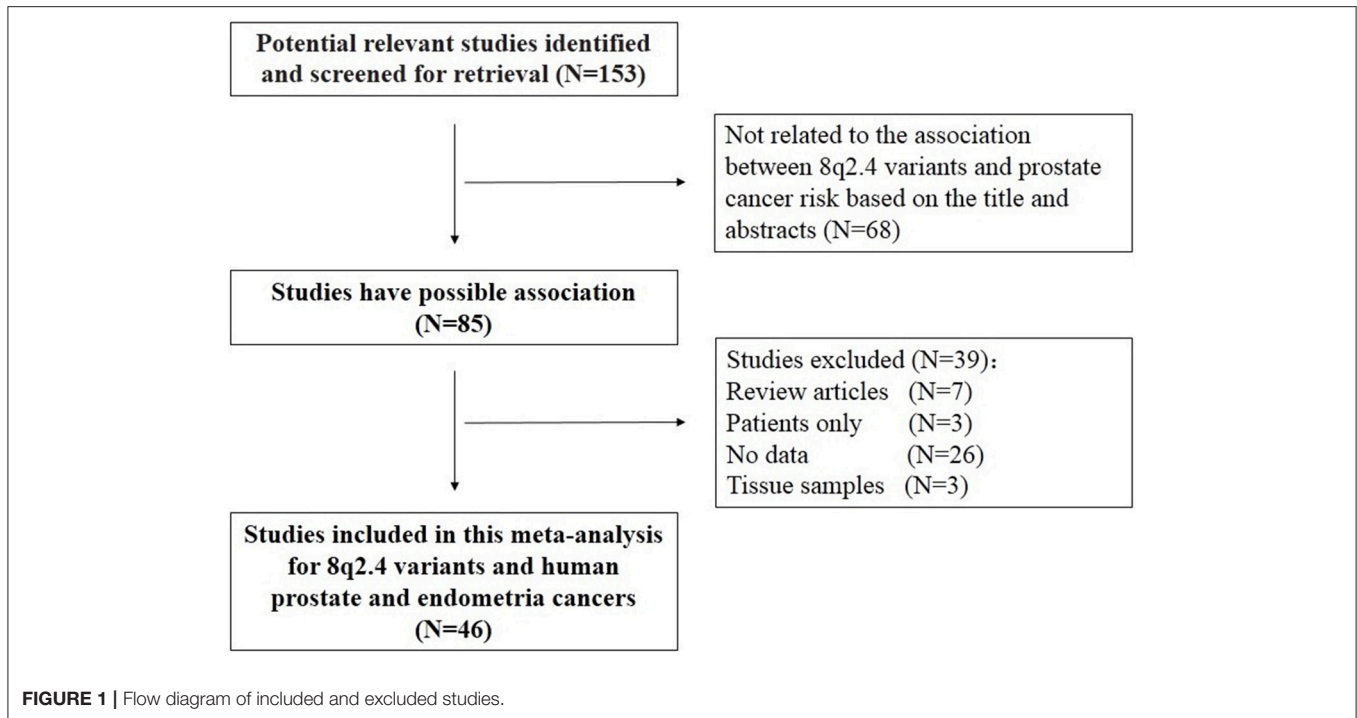 Potential relevant studies identified
and screened for retrieval (N=153)
Not related to the association
between 8q2.4 variants and prostate
cancer risk based on the title and
abstracts (N=68)
Studies have possible association
(N=85)
Studies excluded (N=39):
Review articles (N=7)
Patients only (N=3)
No data (N=26)
Tissue samples (N=3)
Studies included in this meta-analysis
for 8q2.4 variants and human
prostate and endometria cancers
(N=46)
FIGURE 1 | Flow diagram of included and excluded studies.